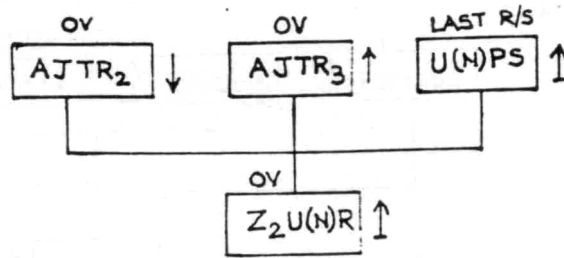 OV OV LAST R/S
AJTR₂ ↓ AJTR₃ ↑ U(N)PS ↑
OV
Z₂U(N)R ↑